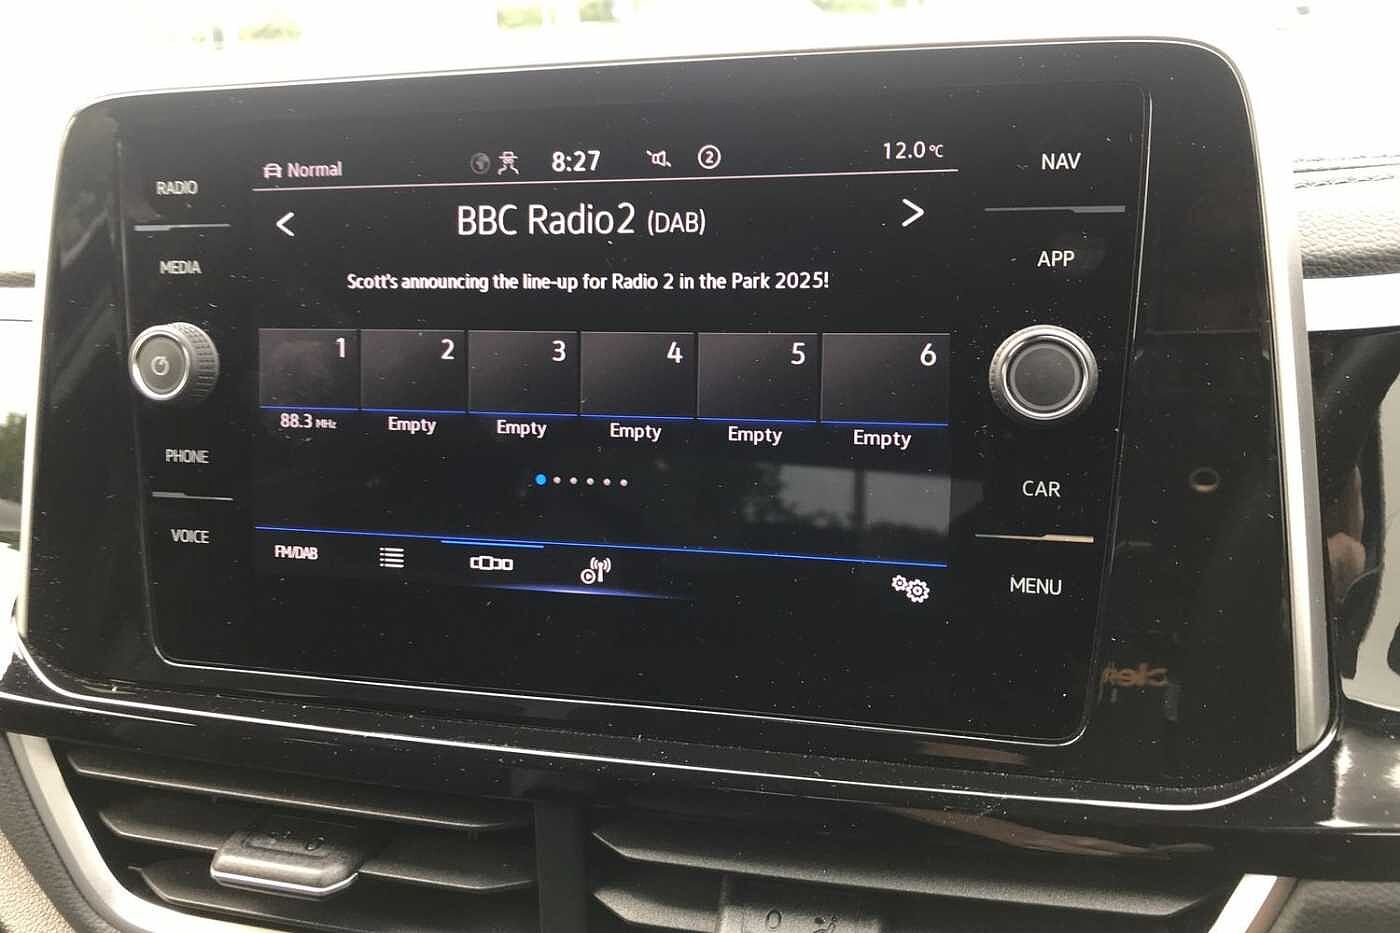 RADIO
MEDIA
PHONE
VOICE
Normal
8:27
2
12.0 °C
BBC Radio2 (DAB)
Scott's announcing the line-up for Radio 2 in the Park 2025!
1 2 3 4 5 6
88.3 MHz Empty Empty Empty Empty Empty
FM/DAB
NAV
APP
CAR
MENU